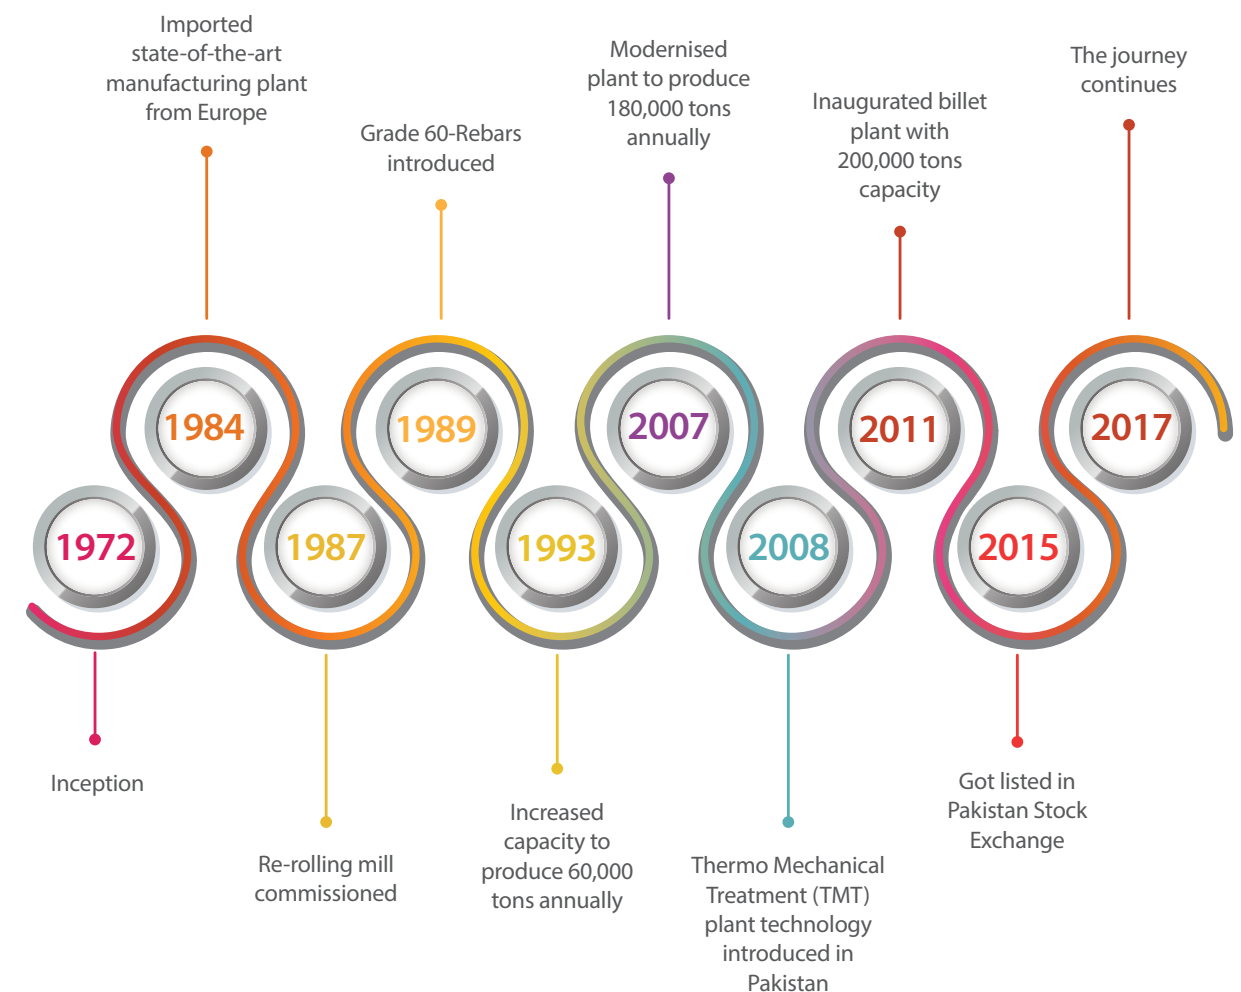 Imported
state-of-the-art
manufacturing plant
from Europe
Grade 60-Rebars
introduced
Modernised
plant to produce
180,000 tons
annually
Inaugurated billet
plant with
200,000 tons
capacity
The journey
continues
1984
1989
2007
2011
2017
1972
1987
1993
2008
2015
Inception
Re-rolling mill
commissioned
Increased
capacity to
produce 60,000
tons annually
Thermo Mechanical
Treatment (TMT)
plant technology
introduced in
Pakistan
Got listed in
Pakistan Stock
Exchange